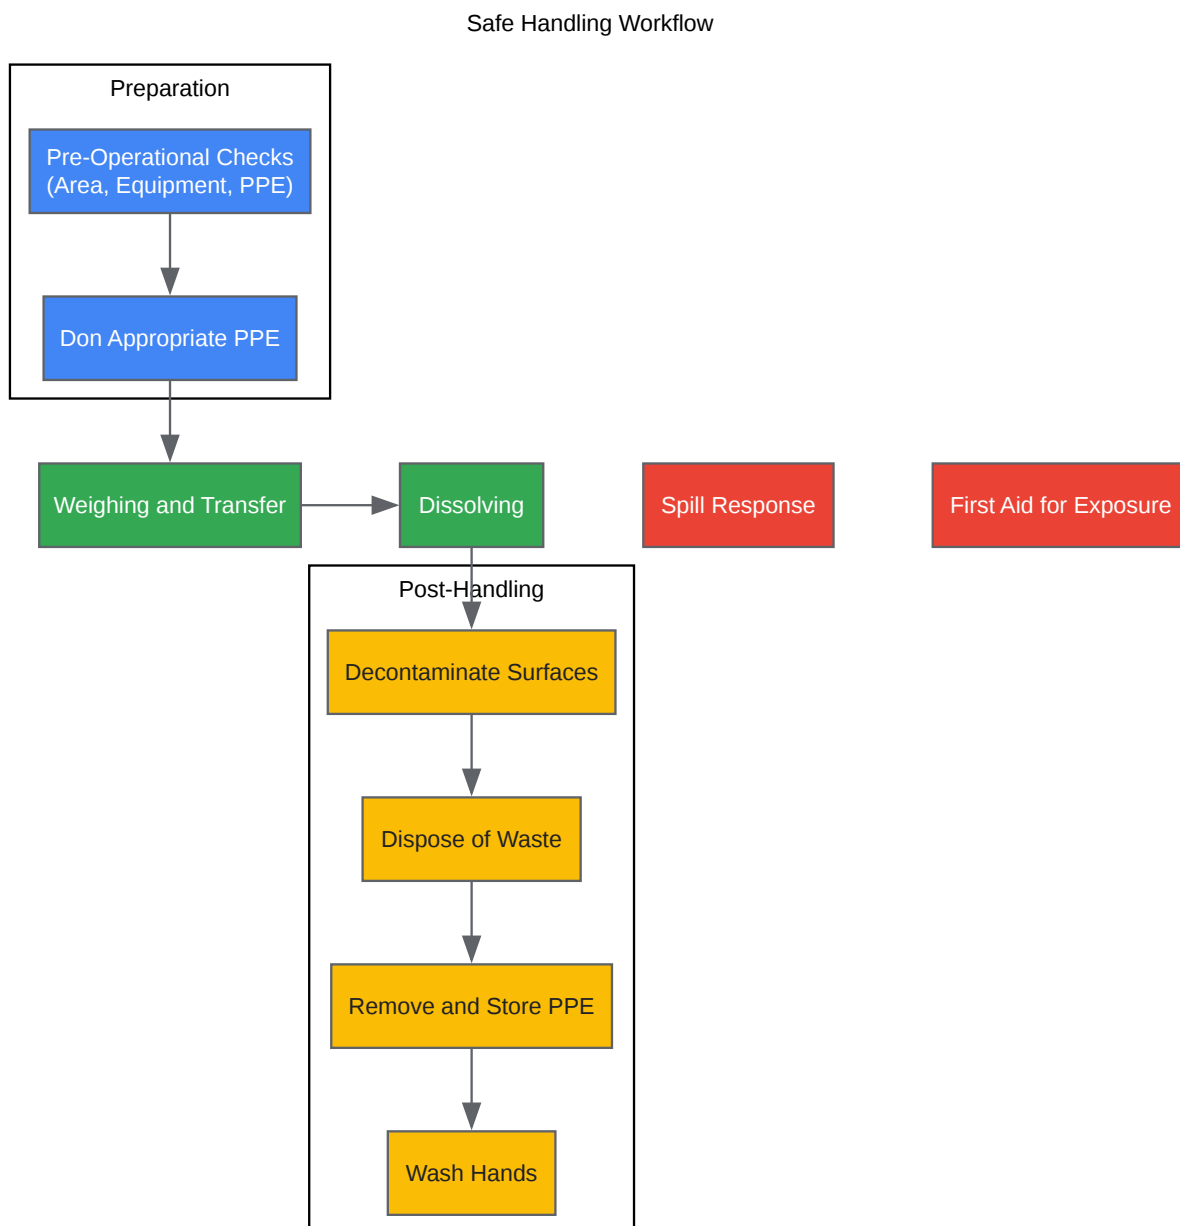 Safe Handling Workflow
Preparation
Pre-Operational Checks
(Area, Equipment, PPE)
Don Appropriate PPE
Weighing and Transfer
Dissolving
Spill Response
First Aid for Exposure
Post-Handling
Decontaminate Surfaces
Dispose of Waste
Remove and Store PPE
Wash Hands